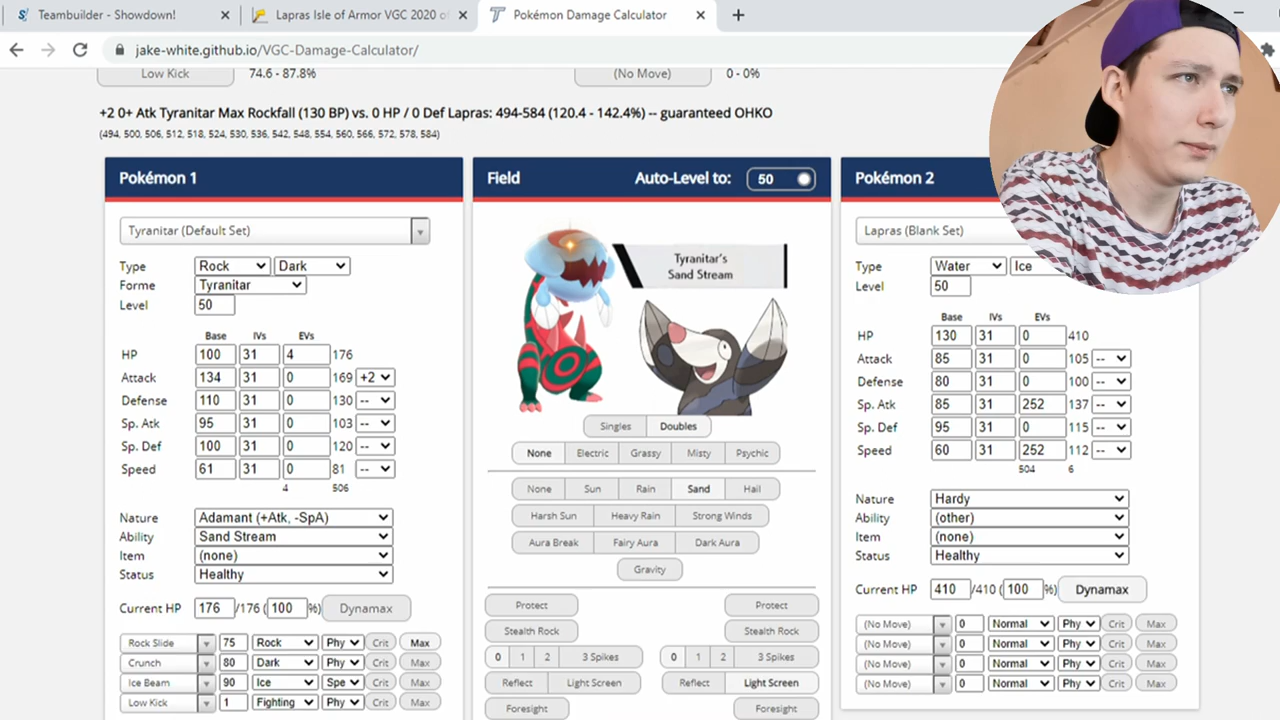 Teambuilder - Showdown!
Lapras Isle of Armor VGC 2020
Pokémon Damage Calculator
jake-white.github.io/VGC-Damage-Calculator/
Low Kick 74.6 - 87.8%
(No Move) 0 - 0%
+2 0+ Atk Tyranitar Max Rockfall (130 BP) vs. 0 HP / 0 Def Lapras: 494-584 (120.4 - 142.4%) -- guaranteed OHKO
(494, 500, 506, 512, 518, 524, 530, 536, 542, 548, 554, 560, 566, 572, 578, 584)
Pokémon 1
Tyranitar (Default Set)
Type Rock Dark
Forme Tyranitar
Level 50
Base IVs EVs
HP 100 31 4 176
Attack 134 31 0 169 +2
Defense 110 31 0 130 --
Sp. Atk 95 31 0 103 --
Sp. Def 100 31 0 120 --
Speed 61 31 0 81 --
4 506
Nature Adamant (+Atk, -SpA)
Ability Sand Stream
Item (none)
Status Healthy
Current HP 176 /176 ( 100 %) Dynamax
Rock Slide 75 Rock Phy Crit Max
Crunch 80 Dark Phy Crit Max
Ice Beam 90 Ice Spe Crit Max
Low Kick 1 Fighting Phy Crit Max
Field Auto-Level to: 50
Tyranitar's
Sand Stream
Singles Doubles
None Electric Grassy Misty Psychic
None Sun Rain Sand Hail
Harsh Sun Heavy Rain Strong Winds
Aura Break Fairy Aura Dark Aura
Gravity
Protect Protect
Stealth Rock Stealth Rock
0 1 2 3 Spikes 0 1 2 3 Spikes
Reflect Light Screen Reflect Light Screen
Foresight Foresight
Pokémon 2
Lapras (Blank Set)
Type Water Ice
Level 50
Base IVs EVs
HP 130 31 0 410
Attack 85 31 0 105 --
Defense 80 31 0 100 --
Sp. Atk 85 31 252 137 --
Sp. Def 95 31 0 115 --
Speed 60 31 252 112 --
504 6
Nature Hardy
Ability (other)
Item (none)
Status Healthy
Current HP 410 /410 ( 100 %) Dynamax
(No Move) 0 Normal Phy Crit Max
(No Move) 0 Normal Phy Crit Max
(No Move) 0 Normal Phy Crit Max
(No Move) 0 Normal Phy Crit Max